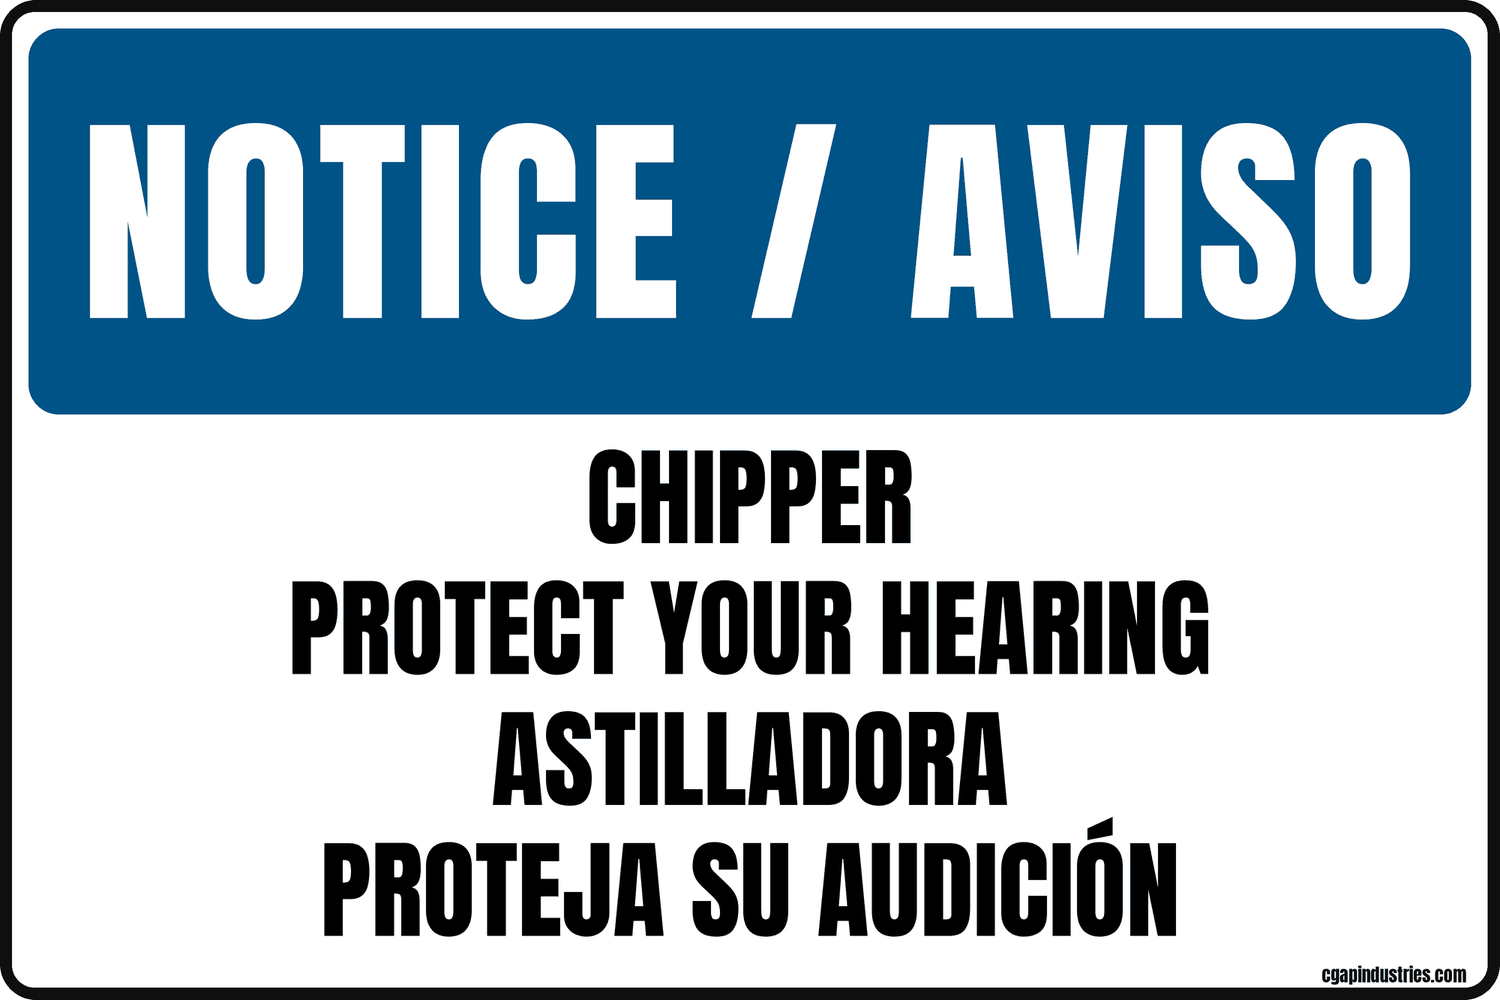 NOTICE / AVISO
CHIPPER
PROTECT YOUR HEARING
ASTILLADORA
PROTEJA SU AUDICIÓN
cgapindustries.com